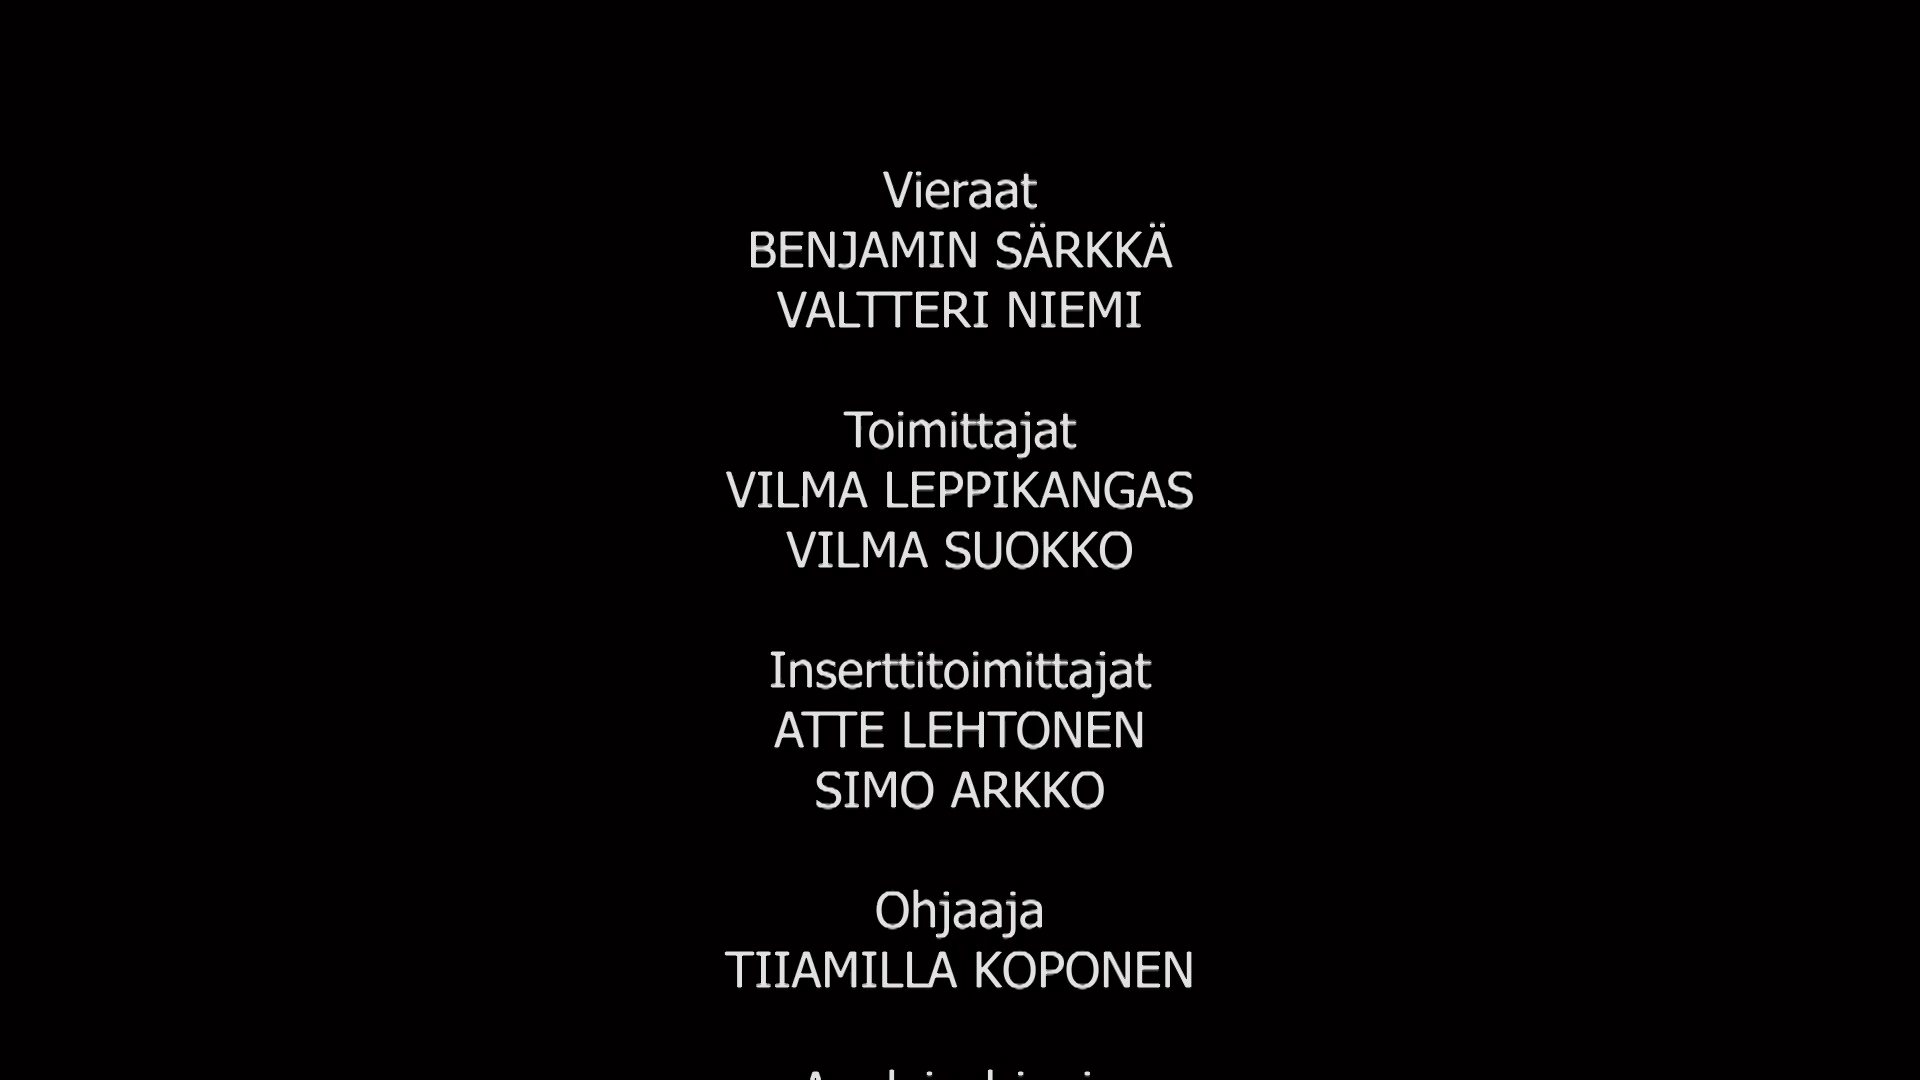 Vieraat
BENJAMIN SÄRKKÄ
VALTTERI NIEMI
Toimittajat
VILMA LEPPIKANGAS
VILMA SUOKKO
Inserttitoimittajat
ATTE LEHTONEN
SIMO ARKKO
Ohjaaja
TIIAMILLA KOPONEN